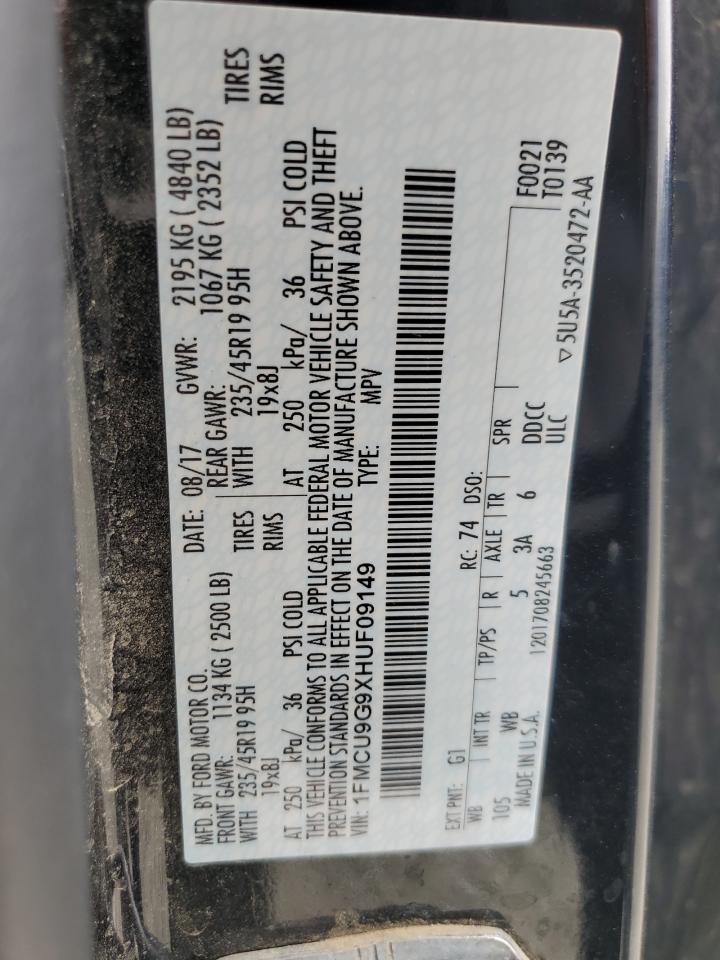 MFD. BY FORD MOTOR CO.
DATE: 08/17 GVWR: 2195 KG ( 4840 LB)
FRONT GAWR: 1134 KG ( 2500 LB) REAR GAWR: 1067 KG ( 2352 LB)
WITH 235/45R19 95H TIRES WITH 235/45R19 95H TIRES
19x8J RIMS 19x8J RIMS
AT 250 kPa/ 36 PSI COLD AT 250 kPa/ 36 PSI COLD
THIS VEHICLE CONFORMS TO ALL APPLICABLE FEDERAL MOTOR VEHICLE SAFETY AND THEFT
PREVENTION STANDARDS IN EFFECT ON THE DATE OF MANUFACTURE SHOWN ABOVE.
VIN: 1FMCU9G9XHUF09149 TYPE: MPV
EXT PNT: G1 RC: 74 DSO: F0021
WB INT TR TP/PS R AXLE TR SPR T0139
105 WB 5 3A 6 DDCC
MADE IN U.S.A. 1201708245663 ULC ▽5U5A-3520472-AA